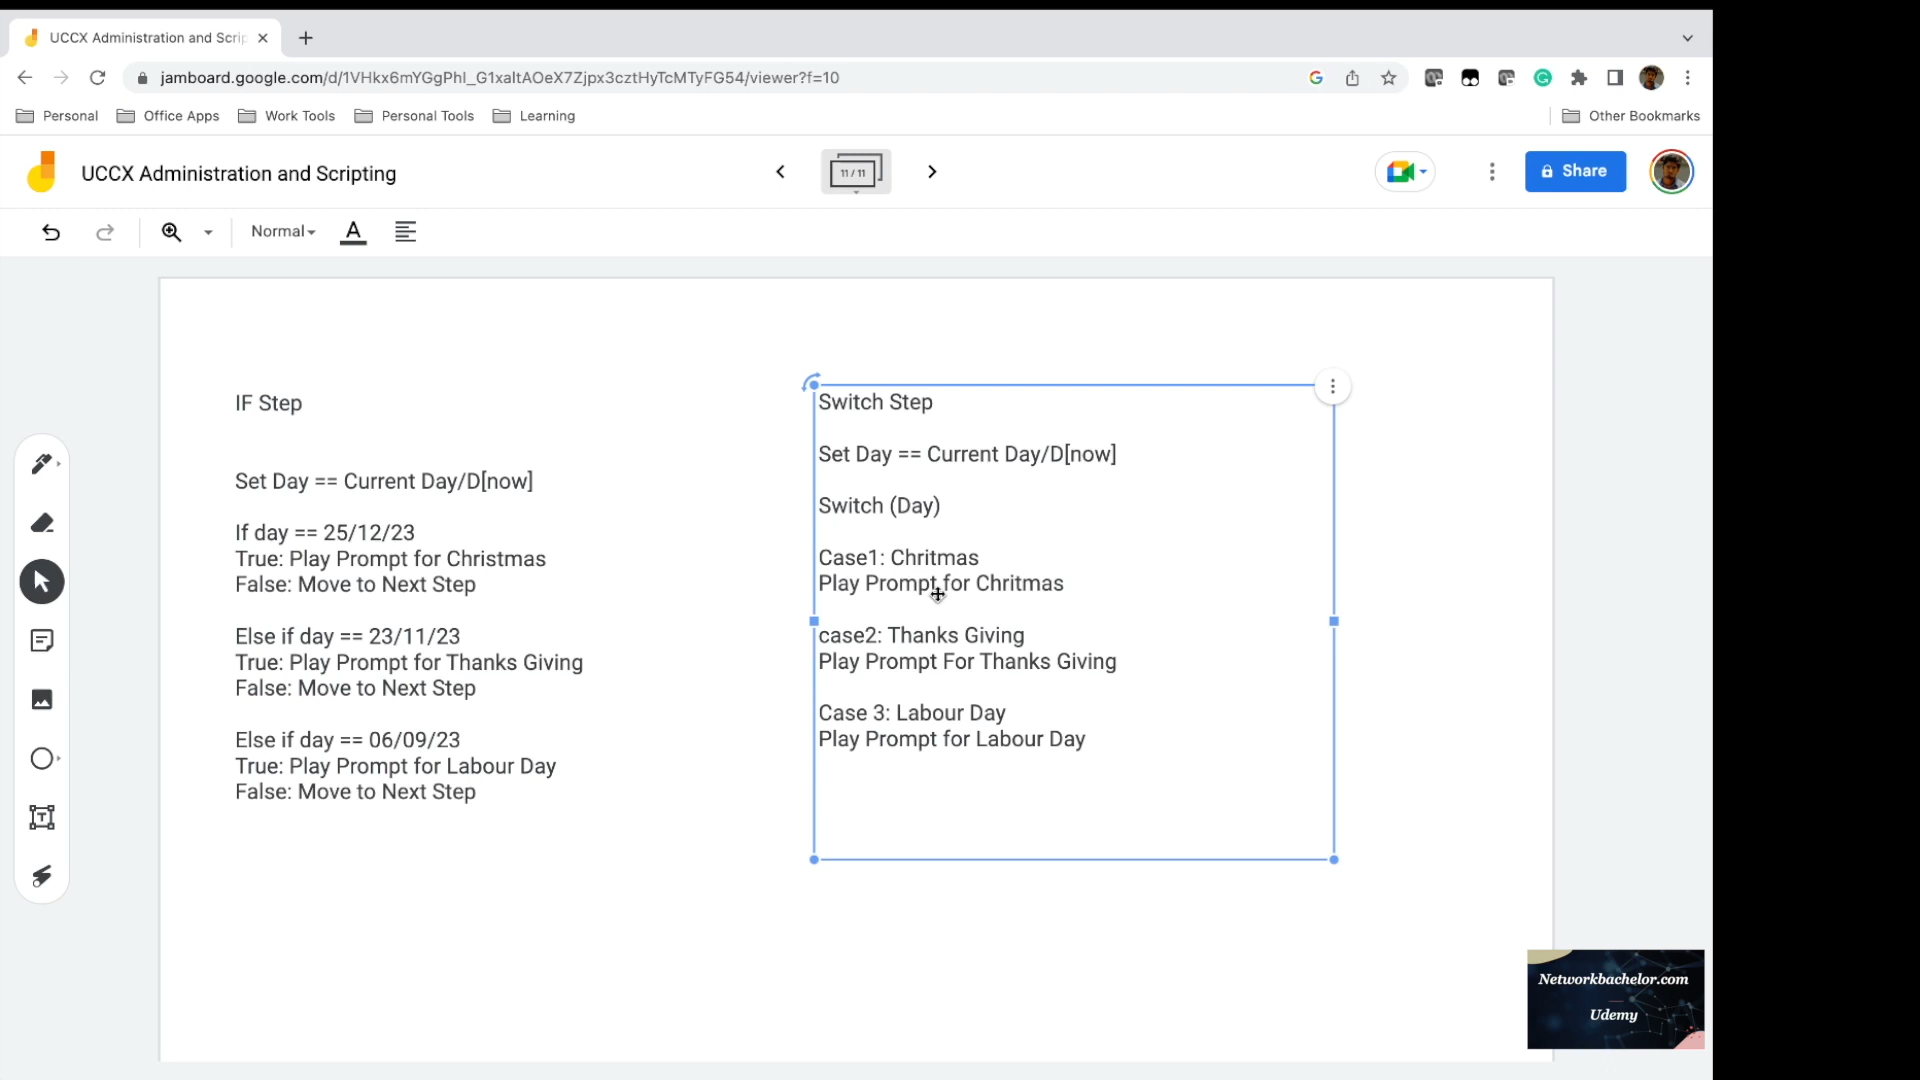 UCCX Administration and Scrip
jamboard.google.com/d/1VHkx6mYGgPhI_G1xaItAOeX7Zjpx3cztHyTcMTyFG54/viewer?f=10
Personal
Office Apps
Work Tools
Personal Tools
Learning
Other Bookmarks
UCCX Administration and Scripting
11 / 11
Share
Normal
A
IF Step
Set Day == Current Day/D[now]
If day == 25/12/23
True: Play Prompt for Christmas
False: Move to Next Step
Else if day == 23/11/23
True: Play Prompt for Thanks Giving
False: Move to Next Step
Else if day == 06/09/23
True: Play Prompt for Labour Day
False: Move to Next Step
Switch Step
Set Day == Current Day/D[now]
Switch (Day)
Case1: Chritmas
Play Prompt for Chritmas
case2: Thanks Giving
Play Prompt For Thanks Giving
Case 3: Labour Day
Play Prompt for Labour Day
Networkbachelor.com
Udemy